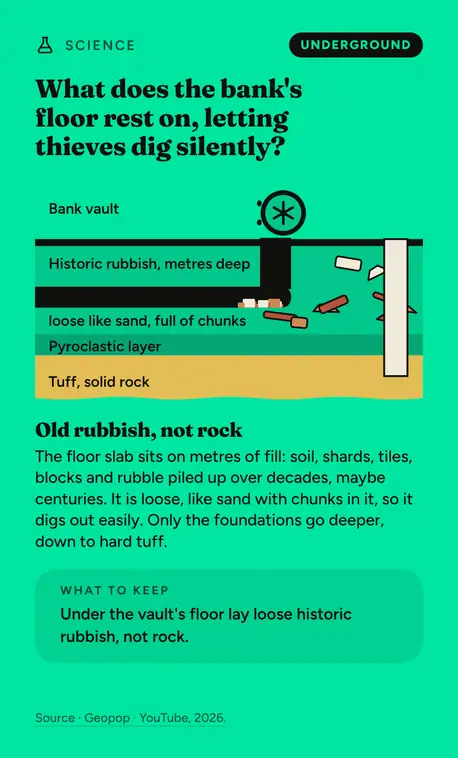 SCIENCE
UNDERGROUND
What does the bank's
floor rest on, letting
thieves dig silently?
Bank vault
Historic rubbish, metres deep
loose like sand, full of chunks
Pyroclastic layer
Tuff, solid rock
Old rubbish, not rock
The floor slab sits on metres of fill: soil, shards, tiles,
blocks and rubble piled up over decades, maybe
centuries. It is loose, like sand with chunks in it, so it
digs out easily. Only the foundations go deeper,
down to hard tuff.
WHAT TO KEEP
Under the vault's floor lay loose historic
rubbish, not rock.
Source · Geopop · YouTube, 2026.